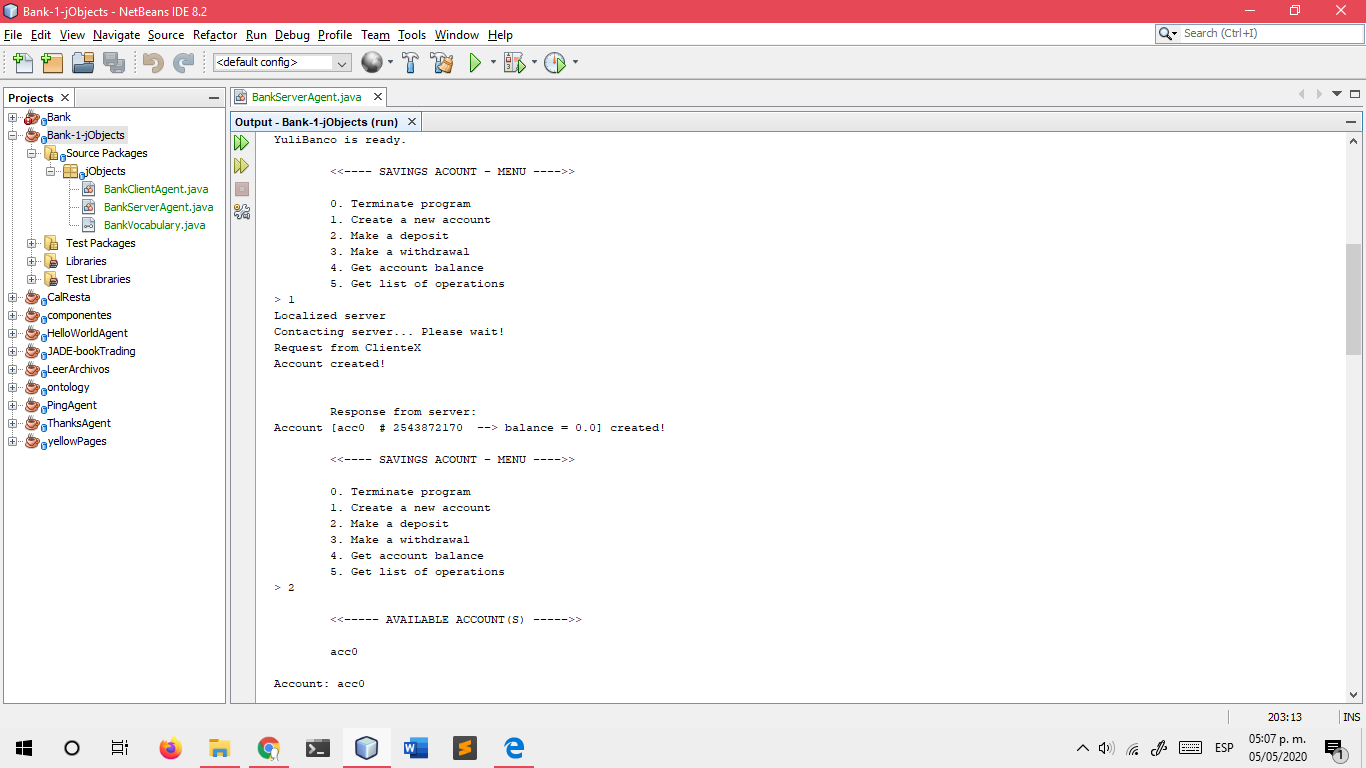 Bank-1-jObjects - NetBeans IDE 8.2
File Edit View Navigate Source Refactor Run Debug Profile Team Tools Window Help
Search (Ctrl+I)
<default config>
Projects
BankServerAgent.java
Output - Bank-1-jObjects (run)
Bank
Bank-1-jObjects
Source Packages
jObjects
BankClientAgent.java
BankServerAgent.java
BankVocabulary.java
Test Packages
Libraries
Test Libraries
CalResta
componentes
HelloWorldAgent
JADE-bookTrading
LeerArchivos
ontology
PingAgent
ThanksAgent
yellowPages
YuliBanco is ready.
<<---- SAVINGS ACOUNT - MENU ---->>
0. Terminate program
1. Create a new account
2. Make a deposit
3. Make a withdrawal
4. Get account balance
5. Get list of operations
> 1
Localized server
Contacting server... Please wait!
Request from ClienteX
Account created!
Response from server:
Account [acc0 # 2543872170 --> balance = 0.0] created!
<<---- SAVINGS ACOUNT - MENU ---->>
0. Terminate program
1. Create a new account
2. Make a deposit
3. Make a withdrawal
4. Get account balance
5. Get list of operations
> 2
<<----- AVAILABLE ACCOUNT(S) ----->>
acc0
Account: acc0
203:13 INS
ESP
05:07 p. m.
05/05/2020
1